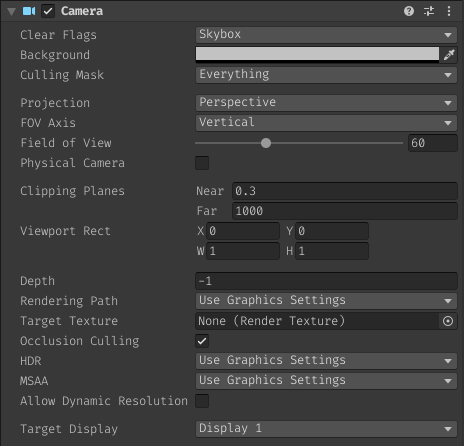 Camera
Clear Flags Skybox
Background
Culling Mask Everything
Projection Perspective
FOV Axis Vertical
Field of View 60
Physical Camera
Clipping Planes Near 0.3
Far 1000
Viewport Rect X 0 Y 0
W 1 H 1
Depth -1
Rendering Path Use Graphics Settings
Target Texture None (Render Texture)
Occlusion Culling
HDR Use Graphics Settings
MSAA Use Graphics Settings
Allow Dynamic Resolution
Target Display Display 1